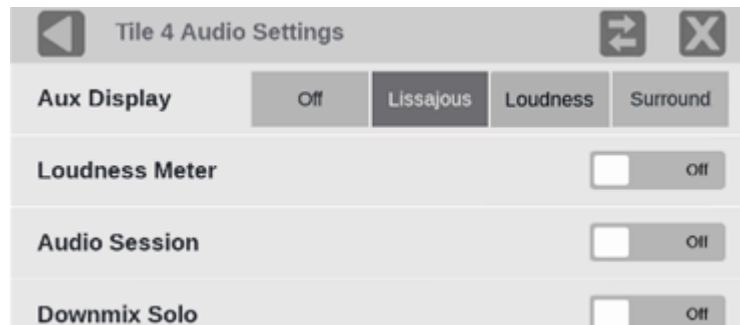 Tile 4 Audio Settings
Aux Display Off Lissajous Loudness Surround
Loudness Meter Off
Audio Session Off
Downmix Solo Off